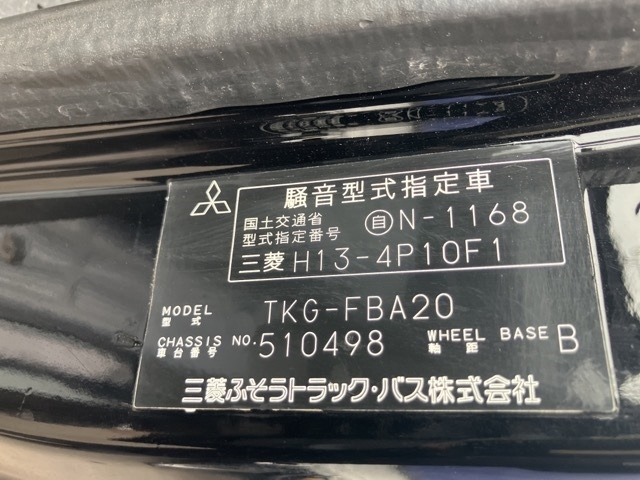 騒音型式指定車
国土交通省
型式指定番号 自N-1168
三菱 H13-4P10F1
MODEL
型式 TKG-FBA20
CHASSIS NO.
車台番号 510498 WHEEL BASE
軸距 B
三菱ふそうトラック・バス株式会社